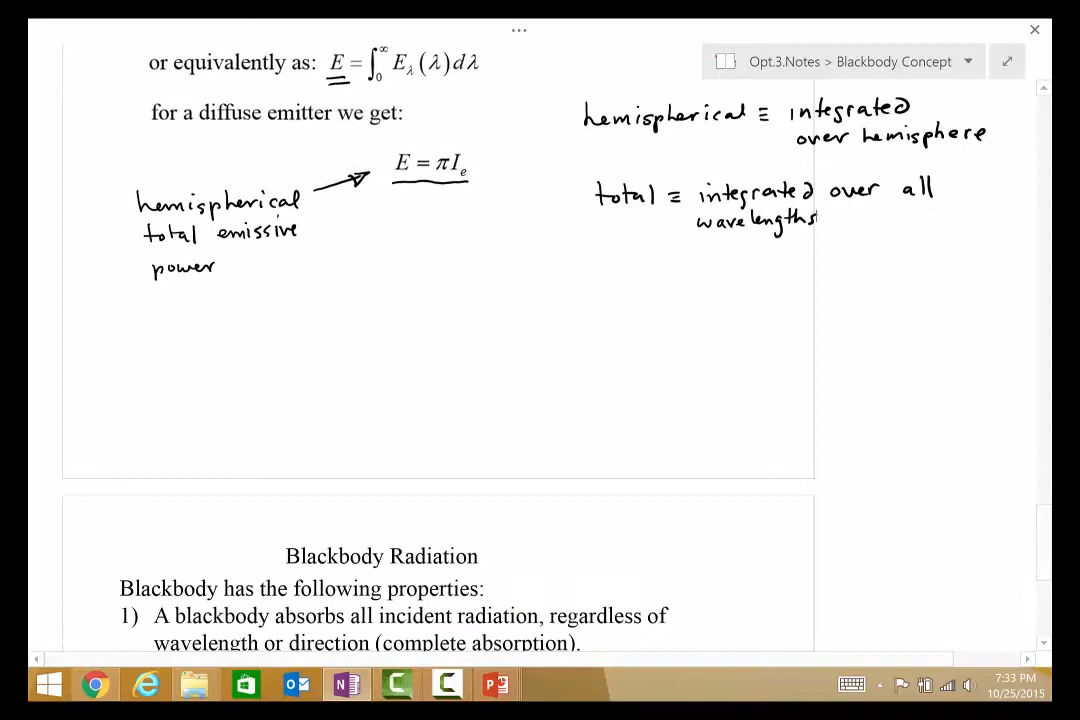 or equivalently as: E = ∫₀^∞ E_λ (λ) dλ
Opt.3.Notes > Blackbody Concept
for a diffuse emitter we get:
hemispherical ≡ integrated
over hemisphere
E = πI_e
hemispherical
total emissive
power
total ≡ integrated over all
wavelengths
Blackbody Radiation
Blackbody has the following properties:
1) A blackbody absorbs all incident radiation, regardless of
wavelength or direction (complete absorption).
7:33 PM
10/25/2015